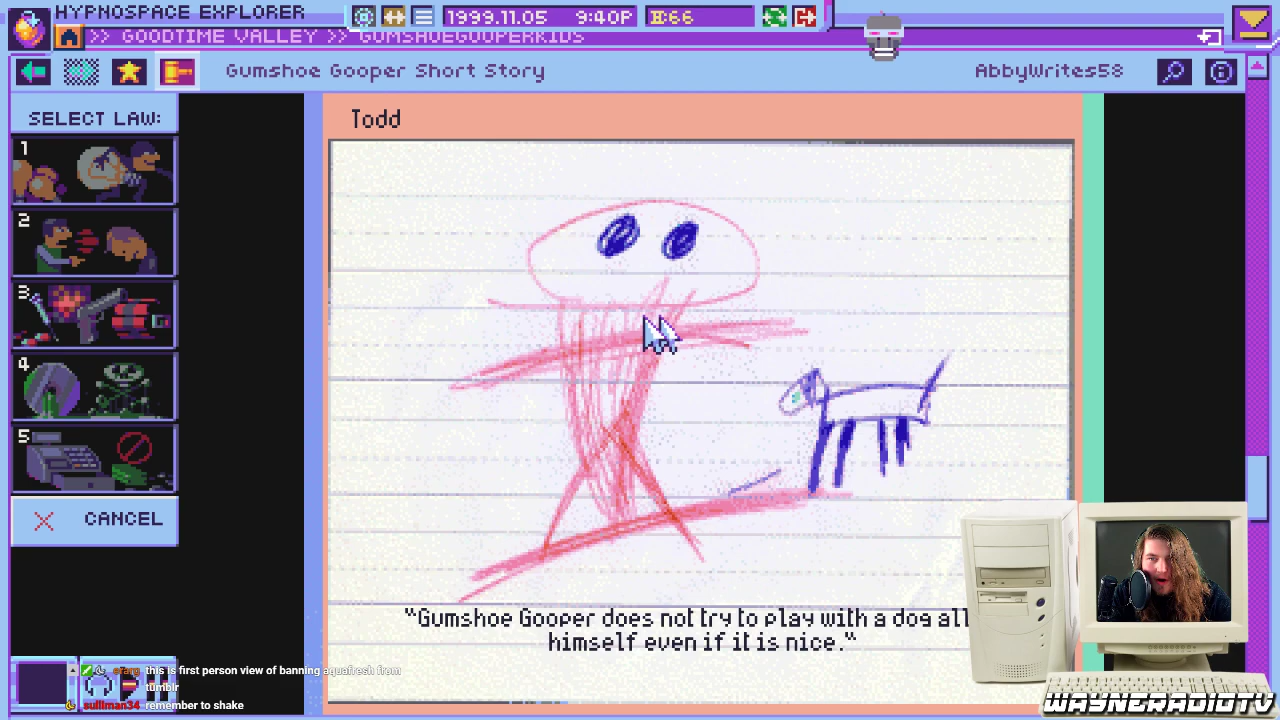 HYPNOSPACE EXPLORER
1999.11.05 9:40P
66
>> GOODTIME VALLEY >> GUMSHOEGOOPERKIDS
Gumshoe Gooper Short Story
AbbyWrites58
SELECT LAW:
1
2
3
4
5
CANCEL
Todd
"Gumshoe Gooper does not try to play with a dog all
himself even if it is nice."
this is first person view of banning aquafresh from
tumblr
sulliman34 remember to shake
WAYNERADIOTV